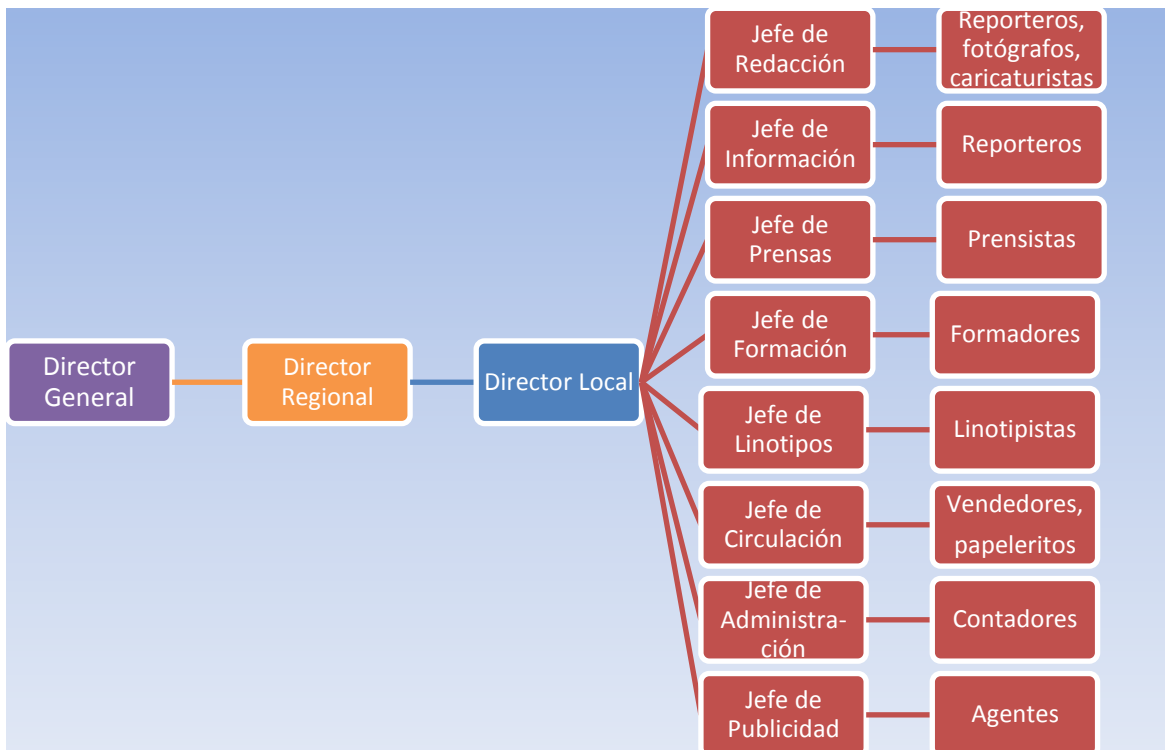 Director
General
Director
Regional
Director Local
Jefe de
Redacción
Reporteros,
fotógrafos,
caricaturistas
Jefe de
Información
Reporteros
Jefe de
Prensas
Prensistas
Jefe de
Formación
Formadores
Jefe de
Linotipos
Linotipistas
Jefe de
Circulación
Vendedores,
papeleritos
Jefe de
Administra-
ción
Contadores
Jefe de
Publicidad
Agentes